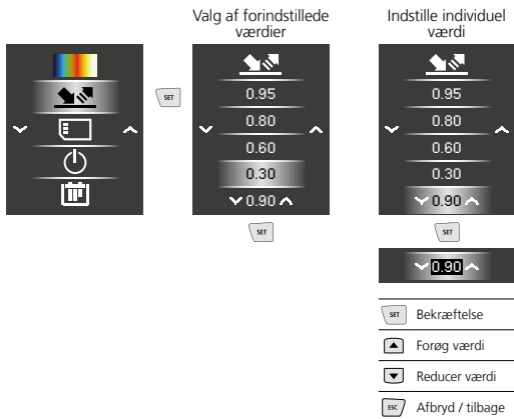 Valg af forindstillede
værdier
SET
0.95
0.80
0.60
0.30
0.90
SET
Indstille individuel
værdi
0.95
0.80
0.60
0.30
0.90
SET
0.90
SET Bekræftelse
Forøg værdi
Reducer værdi
ESC Afbryd / tilbage